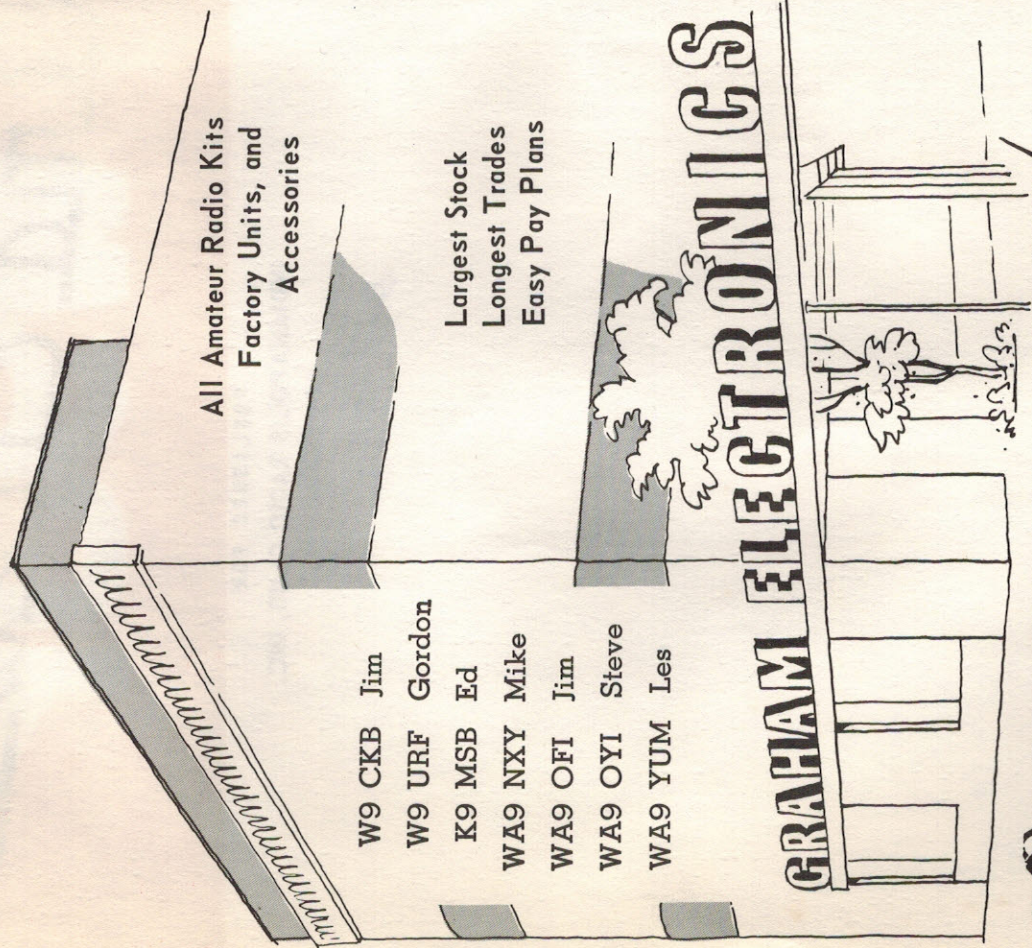 All Amateur Radio Kits
Factory Units, and
Accessories
Largest Stock
Longest Trades
Easy Pay Plans
W9 CKB Jim
W9 URF Gordon
K9 MSB Ed
WA9 NXY Mike
WA9 OFI Jim
WA9 OYI Steve
WA9 YUM Les
GRAHAM ELECTRONICS